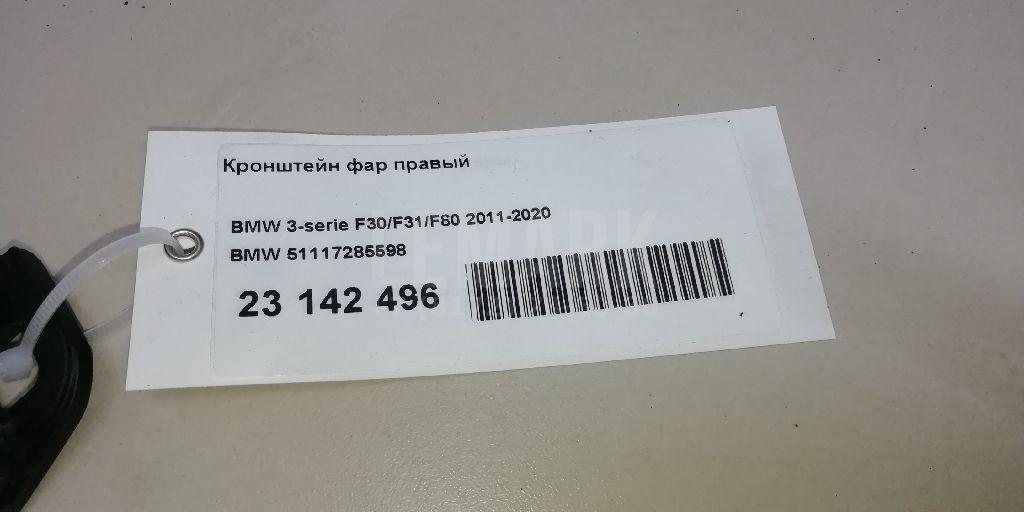 Кронштейн фар правый
BMW 3-serie F30/F31/F80 2011-2020
BMW 51117285598
23 142 496